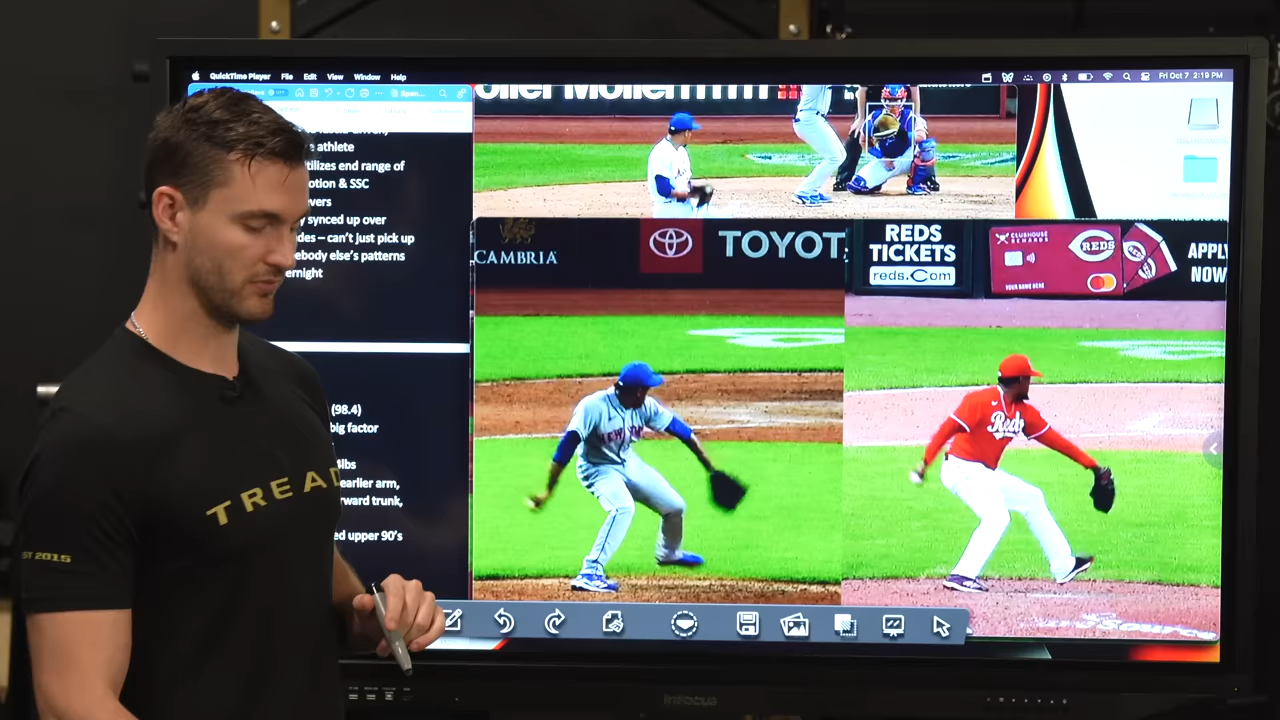 QuickTime Player File Edit View Window Help
Fri Oct 7 2:19 PM
e athlete
tilizes end range of
otion & SSC
evers
synced up over
des – can't just pick up
ebody else's patterns
ernight
(98.4)
big factor
lbs
earlier arm,
ward trunk,
ed upper 90's
CAMBRIA
TOYOT
REDS
TICKETS
reds.com
CLUBHOUSE
REWARDS
REDS
YOUR NAME HERE
APPLY
NOW
NEW
Reds
TREAD
ST 2015
InFocus